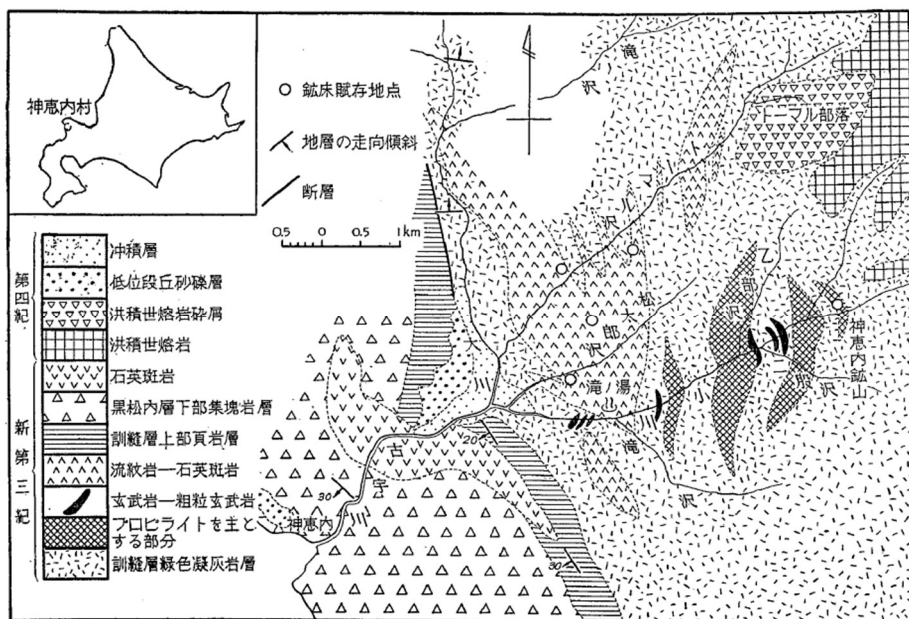 神恵内村
鉱床賦存地点
地層の走向傾斜
断層
0.5 0 0.5 1km
第四紀
新第三紀
冲積層
低位段丘砂礫層
洪積世熔岩砕屑
洪積世熔岩
石英斑岩
黒松内層下部集塊岩層
訓縫層上部頁岩層
流紋岩—石英斑岩
玄武岩—粗粒玄武岩
プロピライトを主と
する部分
訓縫層緑色凝灰岩層
滝沢
トーマル部落
トーマル沢
乙部沢
松太郎沢
大川
滝ノ湯
小川
二股沢
神恵内鉱山
滝沢
古宇川
神恵内
20
30
30